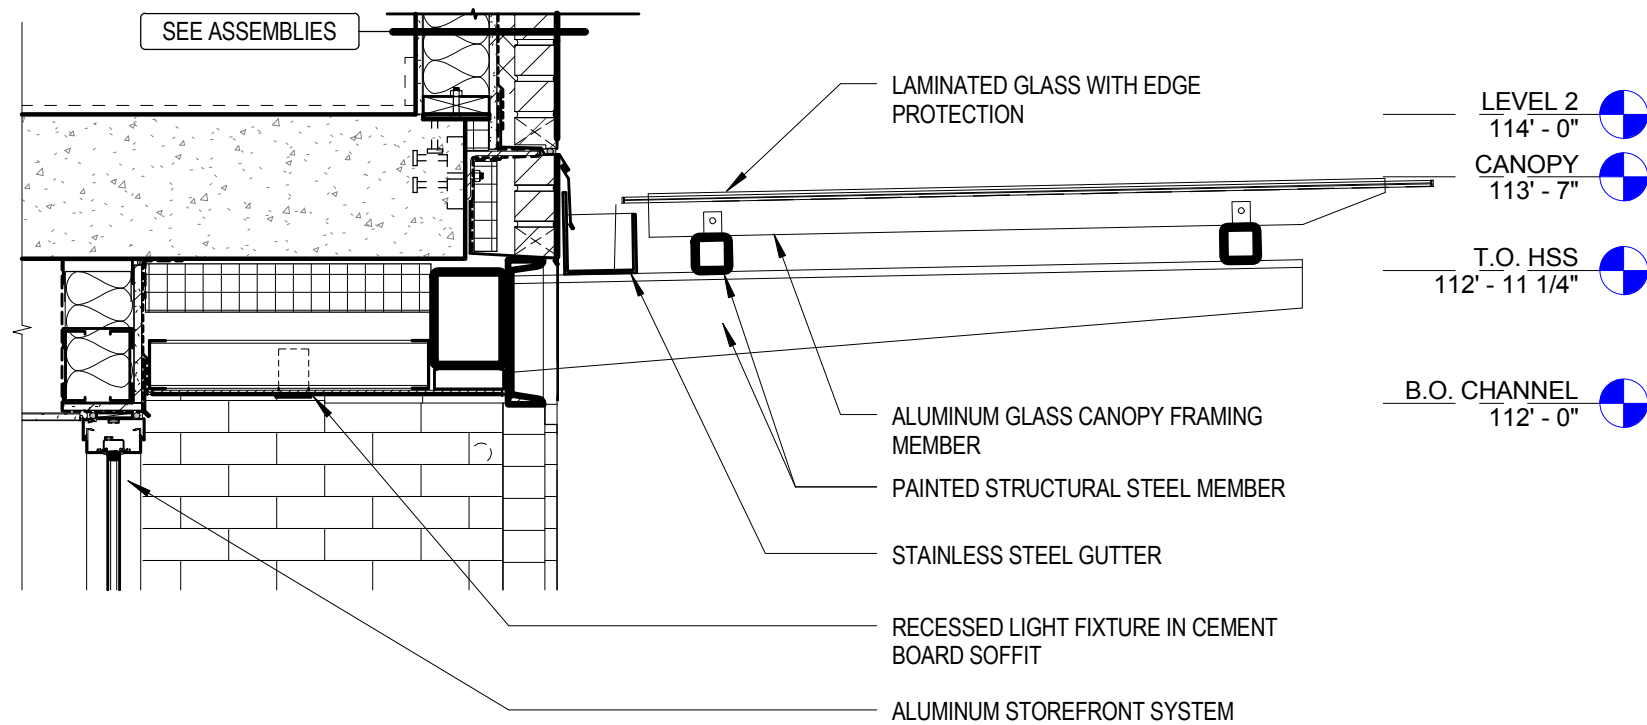 SEE ASSEMBLIES
LAMINATED GLASS WITH EDGE
PROTECTION
LEVEL 2
114' - 0"
CANOPY
113' - 7"
T.O. HSS
112' - 11 1/4"
B.O. CHANNEL
112' - 0"
ALUMINUM GLASS CANOPY FRAMING
MEMBER
PAINTED STRUCTURAL STEEL MEMBER
STAINLESS STEEL GUTTER
RECESSED LIGHT FIXTURE IN CEMENT
BOARD SOFFIT
ALUMINUM STOREFRONT SYSTEM